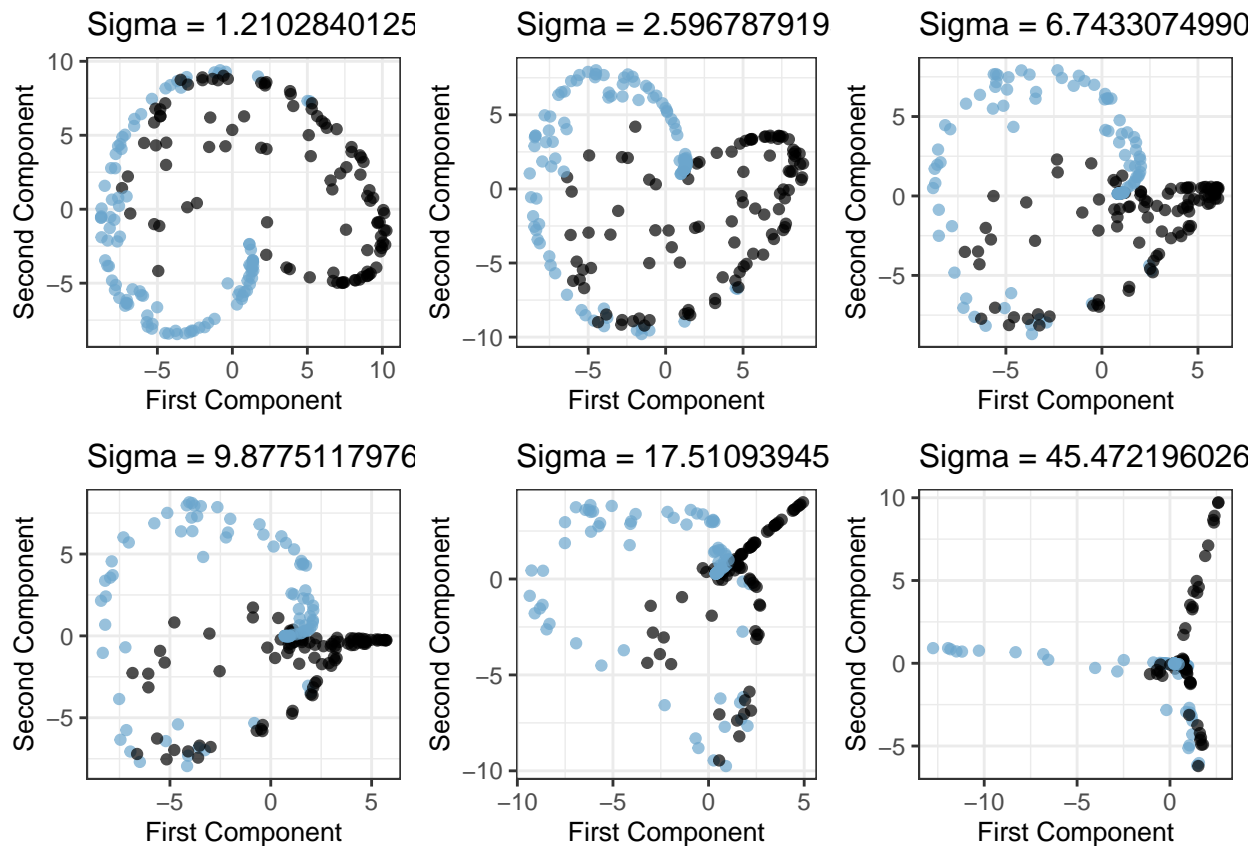 Sigma = 1.2102840125
Sigma = 2.596787919
Sigma = 6.7433074990
Second Component
10
5
0
−5
−5
0
5
10
First Component
Second Component
5
0
−5
−10
−5
0
5
First Component
Second Component
5
0
−5
−5
0
5
First Component
Sigma = 9.8775117976
Sigma = 17.51093945
Sigma = 45.472196026
Second Component
5
0
−5
−5
0
5
First Component
Second Component
0
−5
−10
−10
−5
0
5
First Component
Second Component
10
5
0
−5
−10
−5
0
First Component